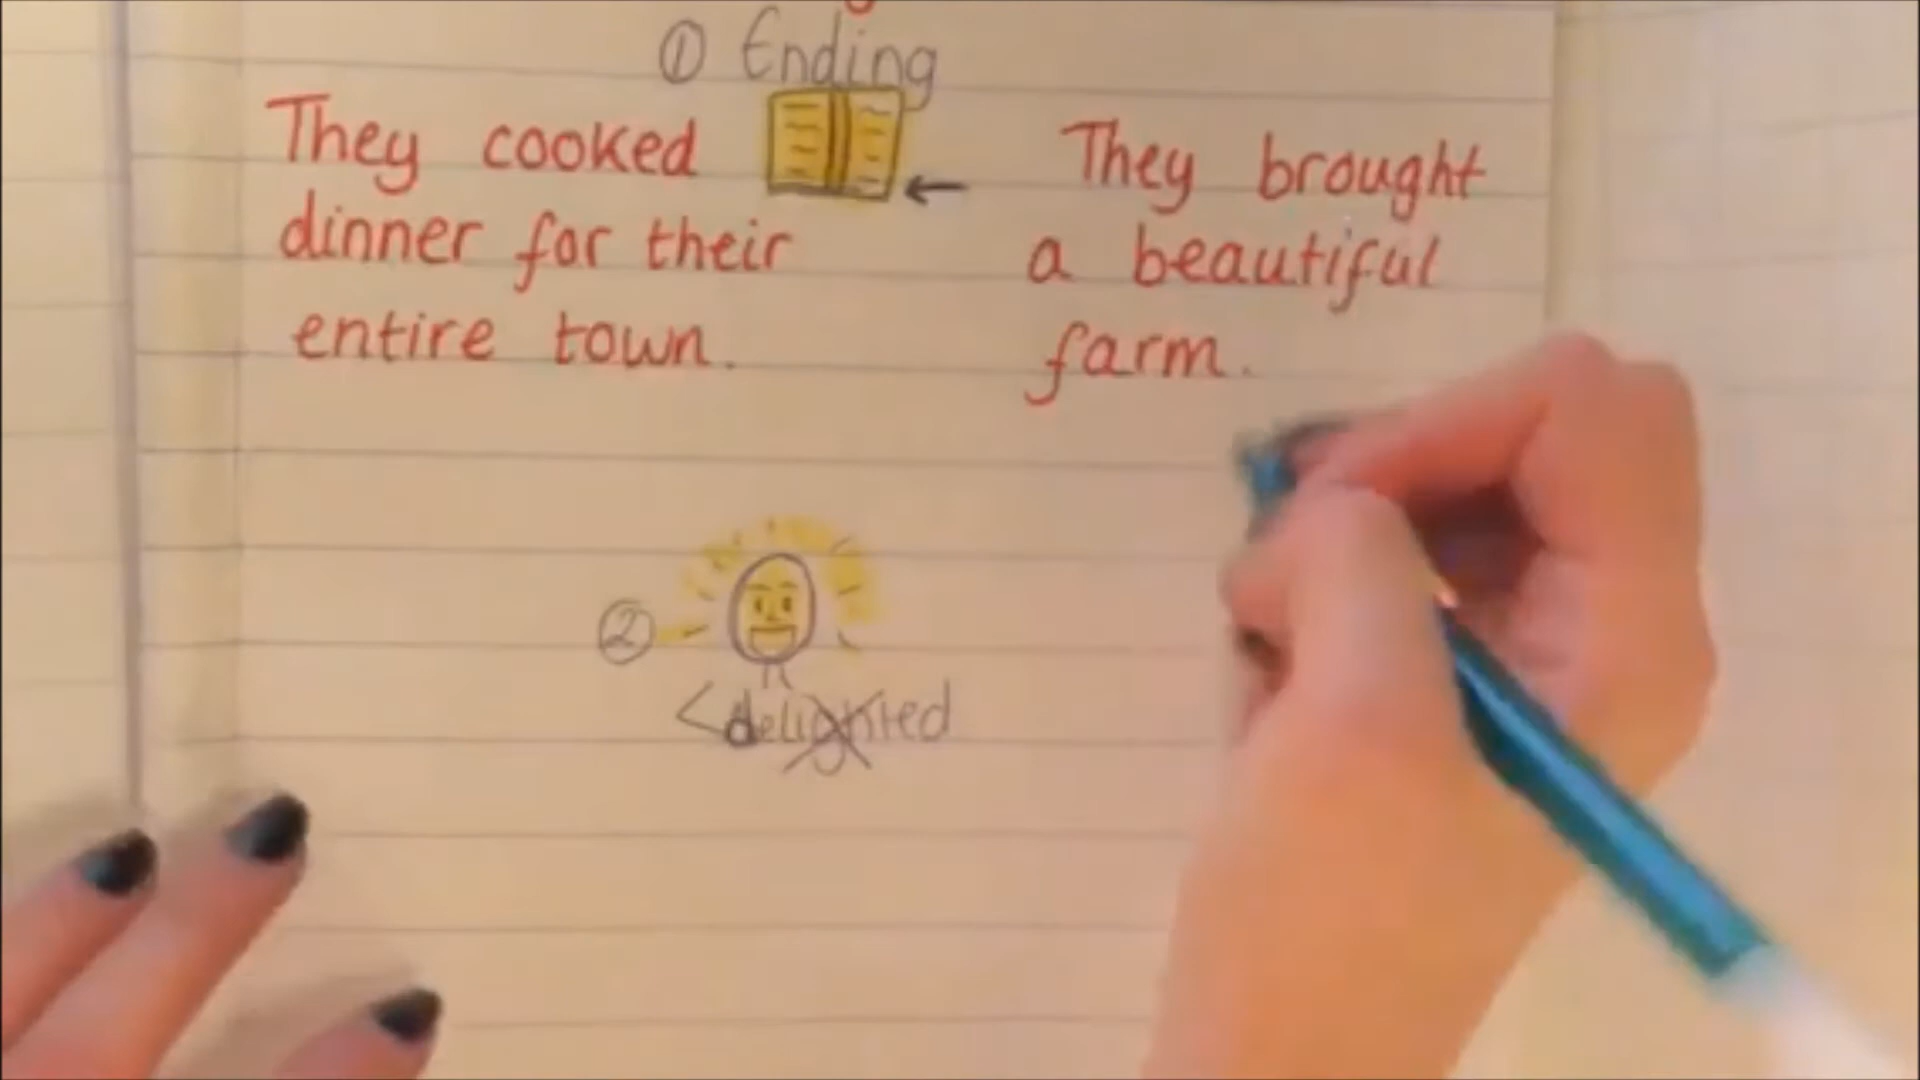 ① Ending
They cooked
dinner for their
entire town.
They brought
a beautiful
farm.
②
<delighted